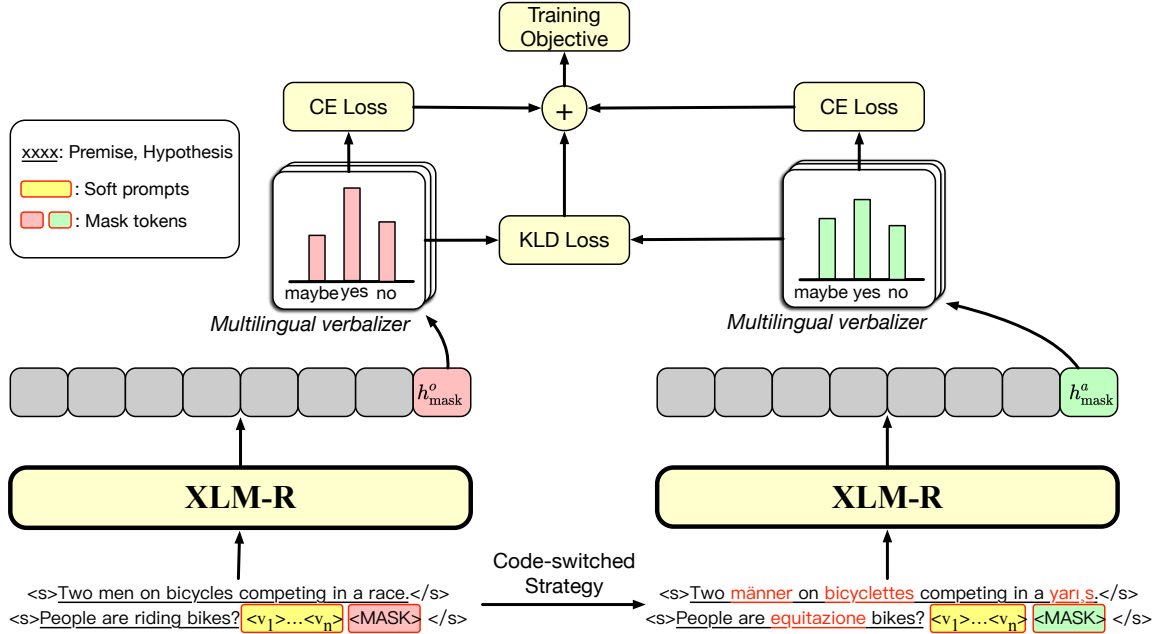 Training
Objective
CE Loss
+
CE Loss
xxxx: Premise, Hypothesis
: Soft prompts
: Mask tokens
KLD Loss
maybe yes no
Multilingual verbalizer
maybe yes no
Multilingual verbalizer
h^o_mask
h^a_mask
XLM-R
XLM-R
Code-switched
Strategy
<s>Two men on bicycles competing in a race.</s>
<s>People are riding bikes?<v1>...<vn> <MASK> </s>
<s>Two männer on bicyclettes competing in a yarı¸s.</s>
<s>People are equitazione bikes? <v1>...<vn> <MASK> </s>